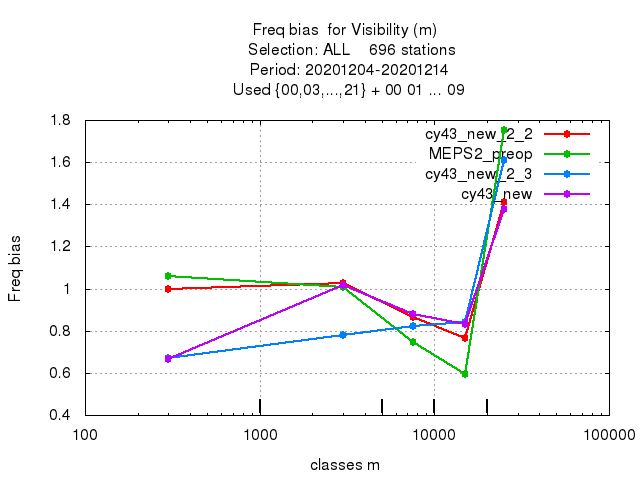 Freq bias  for Visibility (m)
Selection: ALL    696 stations
Period: 20201204-20201214
Used {00,03,...,21} + 00 01 ... 09
1.8
1.6
1.4
1.2
1
0.8
0.6
0.4
Freq bias
cy43_new_2_2
MEPS2_preop
cy43_new_2_3
cy43_new
100
1000
10000
100000
classes m